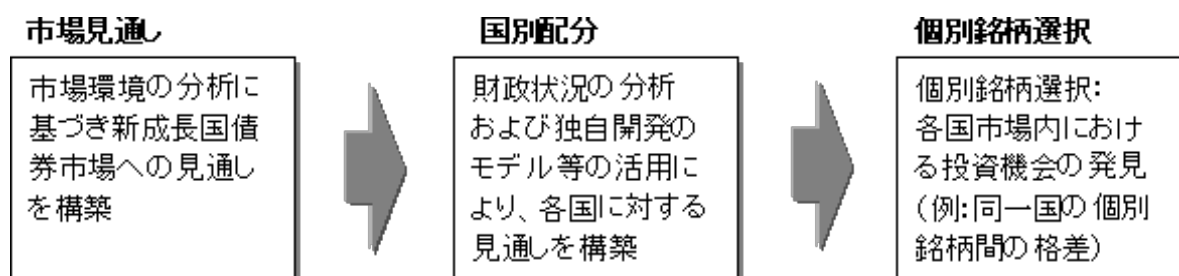 市場見通し
市場環境の分析に
基づき新成長国債
券市場への見通し
を構築
国別配分
財政状況の分析
および独自開発の
モデル等の活用に
より、各国に対する
見通しを構築
個別銘柄選択
個別銘柄選択：
各国市場内におけ
る投資機会の発見
（例：同一国の個別
銘柄間の格差）